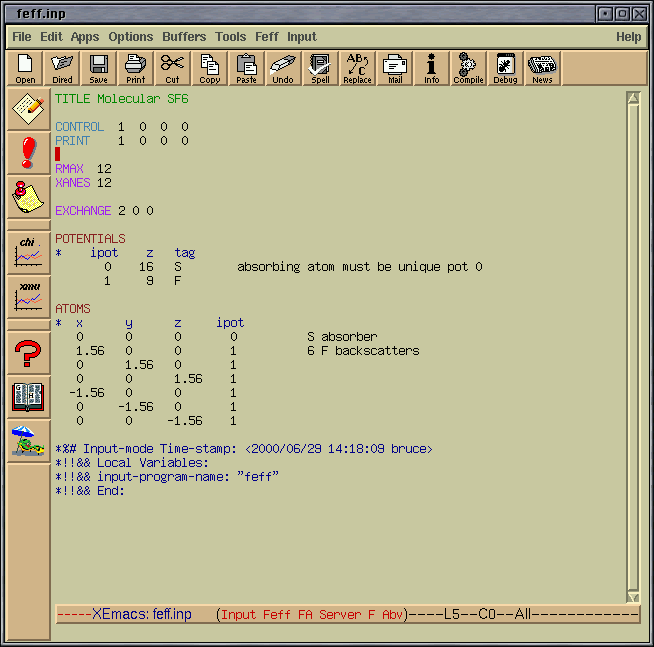 feff.inp
File Edit Apps Options Buffers Tools Feff Input Help
Open Dired Save Print Cut Copy Paste Undo Spell Replace Mail Info Compile Debug News
TITLE Molecular SF6
CONTROL 1 0 0 0
PRINT 1 0 0 0
RMAX 12
XANES 12
EXCHANGE 2 0 0
POTENTIALS
* ipot z tag
0 16 S absorbing atom must be unique pot 0
1 9 F
ATOMS
* x y z ipot
0 0 0 0 S absorber
1.56 0 0 1 6 F backscatters
0 1.56 0 1
0 0 1.56 1
-1.56 0 0 1
0 -1.56 0 1
0 0 -1.56 1
*%# Input-mode Time-stamp: <2000/06/29 14:18:09 bruce>
*!!&& Local Variables:
*!!&& input-program-name: "feff"
*!!&& End:
chi
xmu
-----XEmacs: feff.inp (Input Feff FA Server F Abv)----L5--C0--All------------